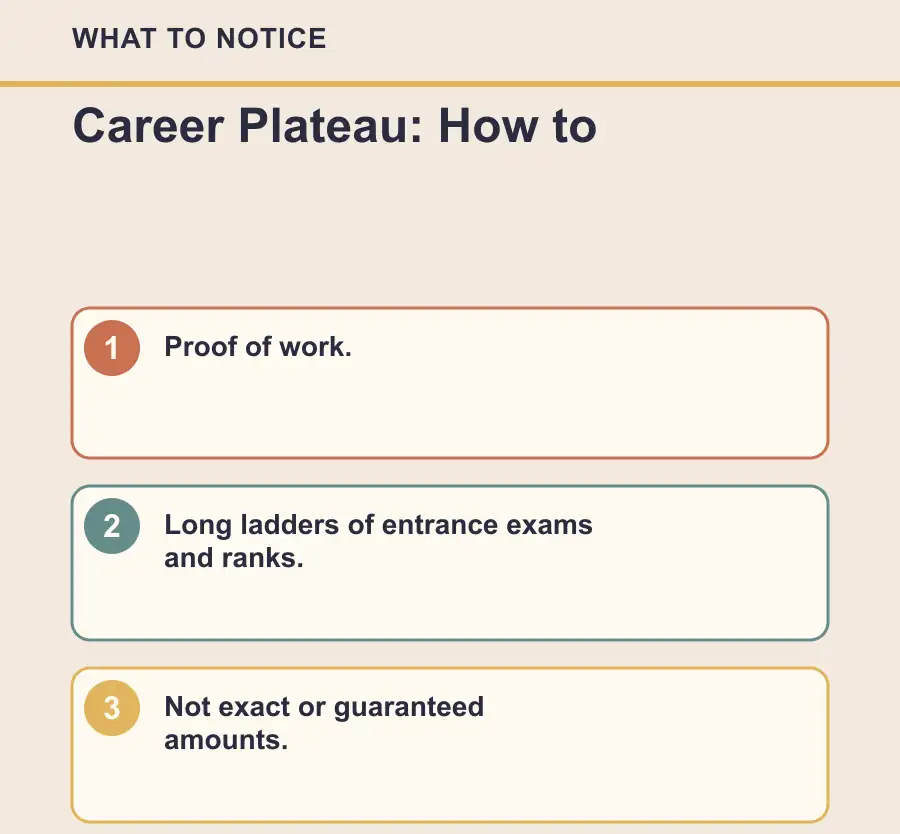 WHAT TO NOTICE
Career Plateau: How to
1
Proof of work.
2
Long ladders of entrance exams
and ranks.
3
Not exact or guaranteed
amounts.